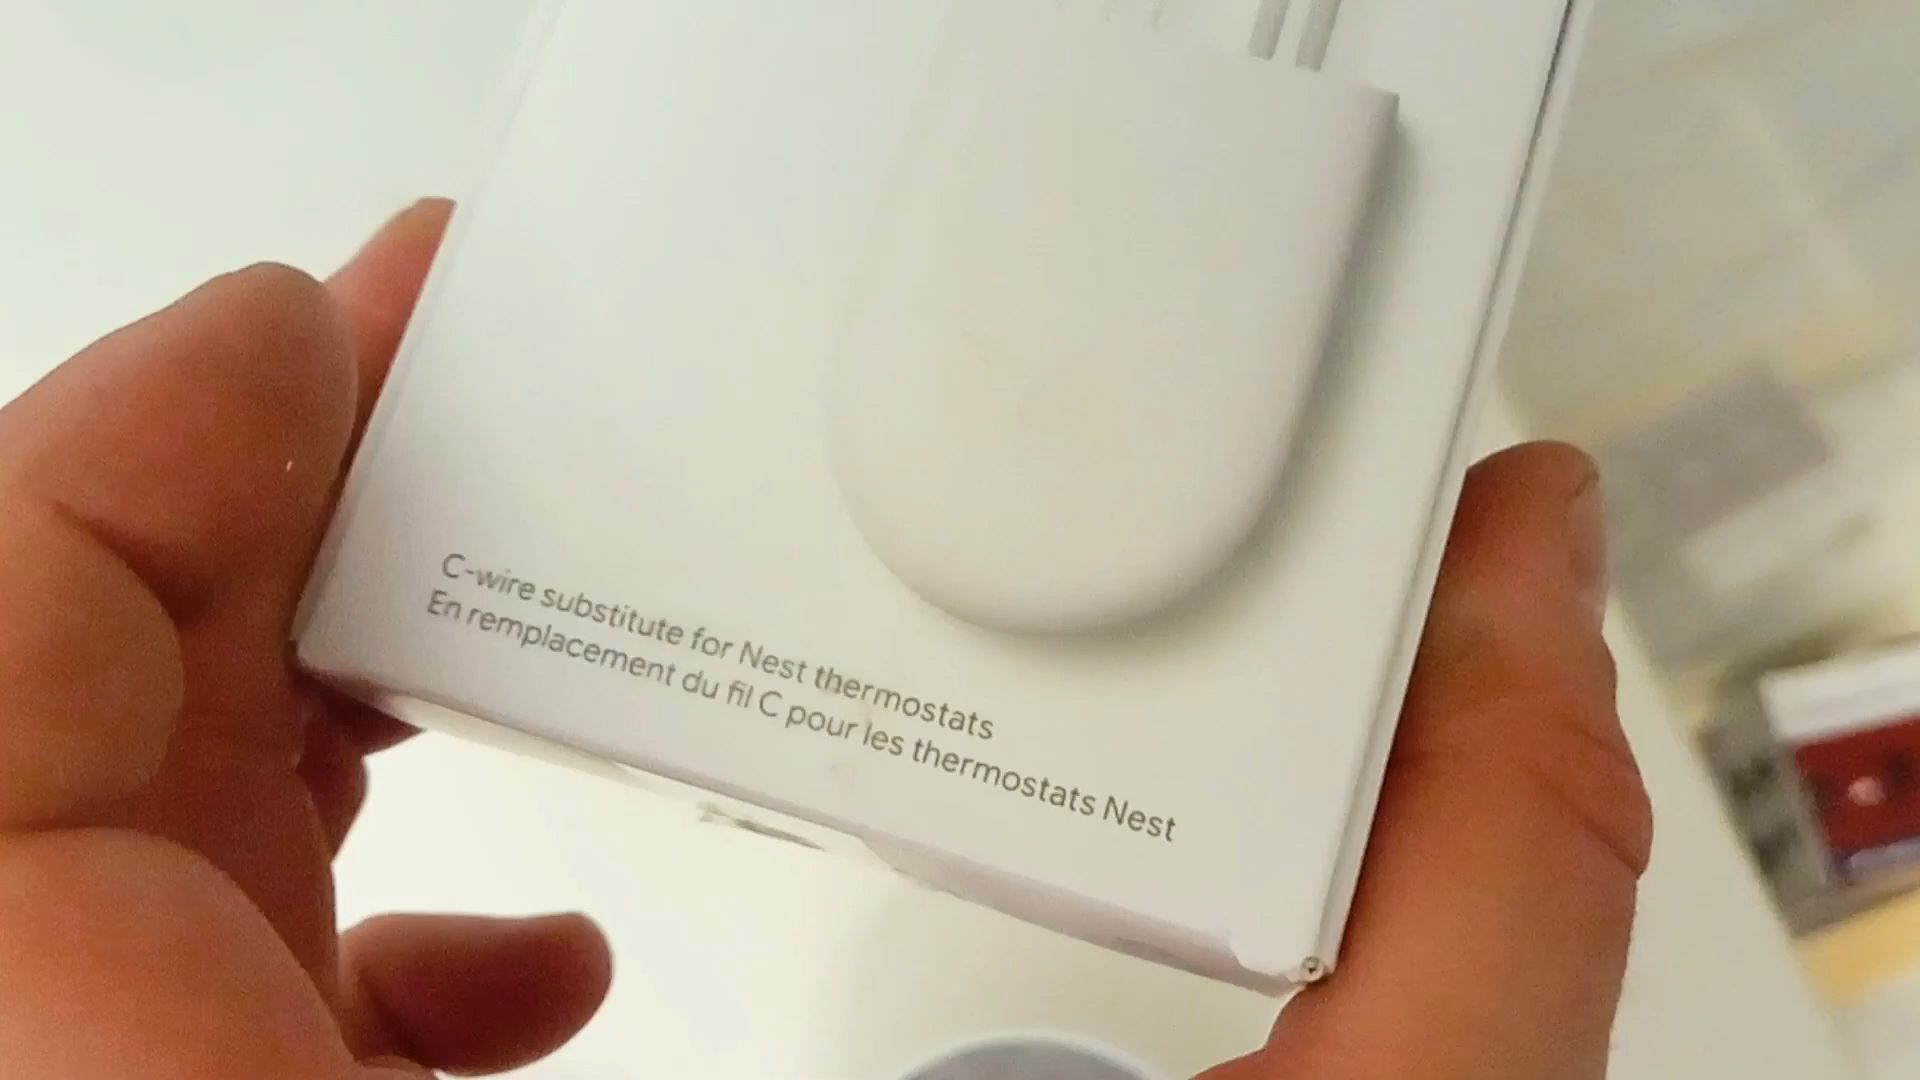 C-wire substitute for Nest thermostats
En remplacement du fil C pour les thermostats Nest